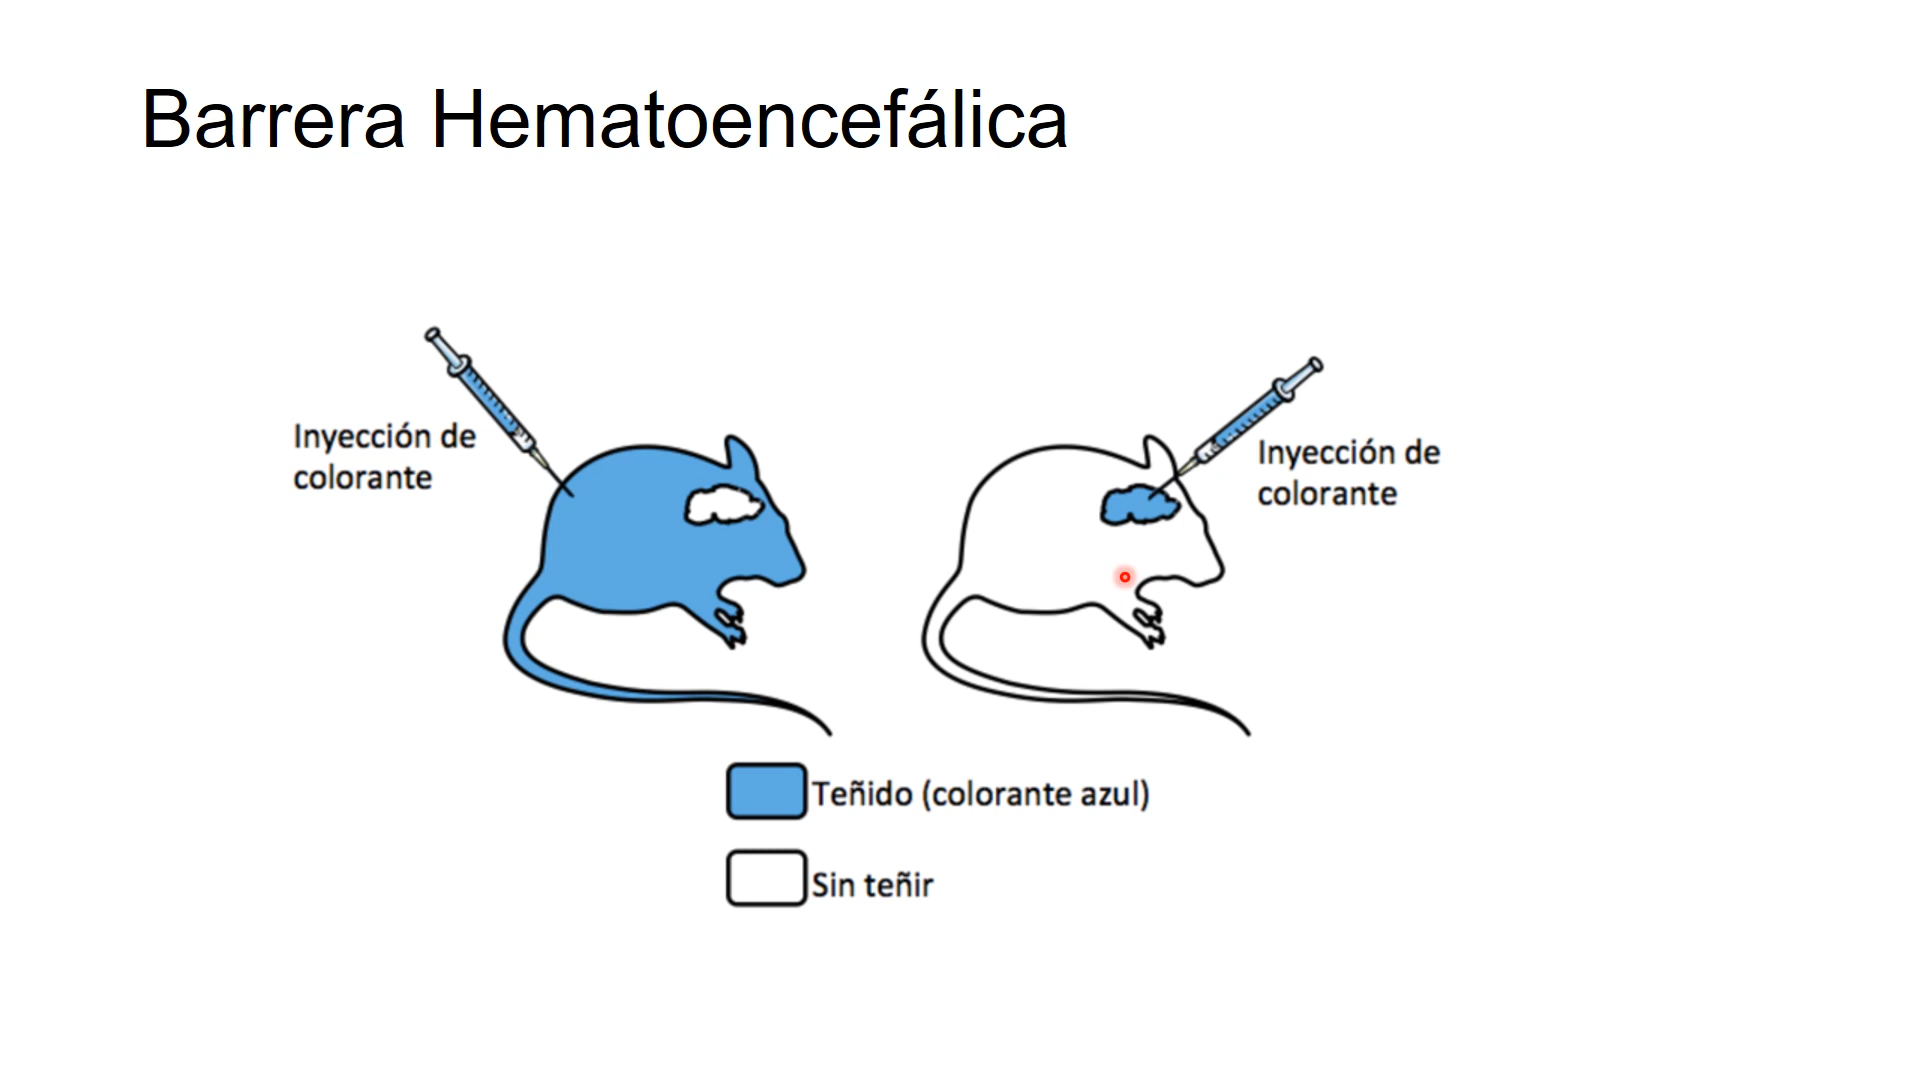 Barrera Hematoencefálica
Inyección de
colorante
Inyección de
colorante
Teñido (colorante azul)
Sin teñir